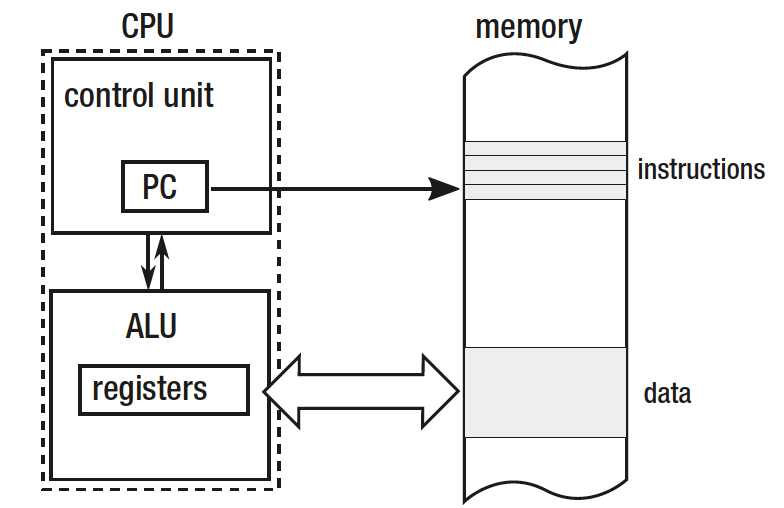 CPU
memory
control unit
PC
instructions
ALU
registers
data